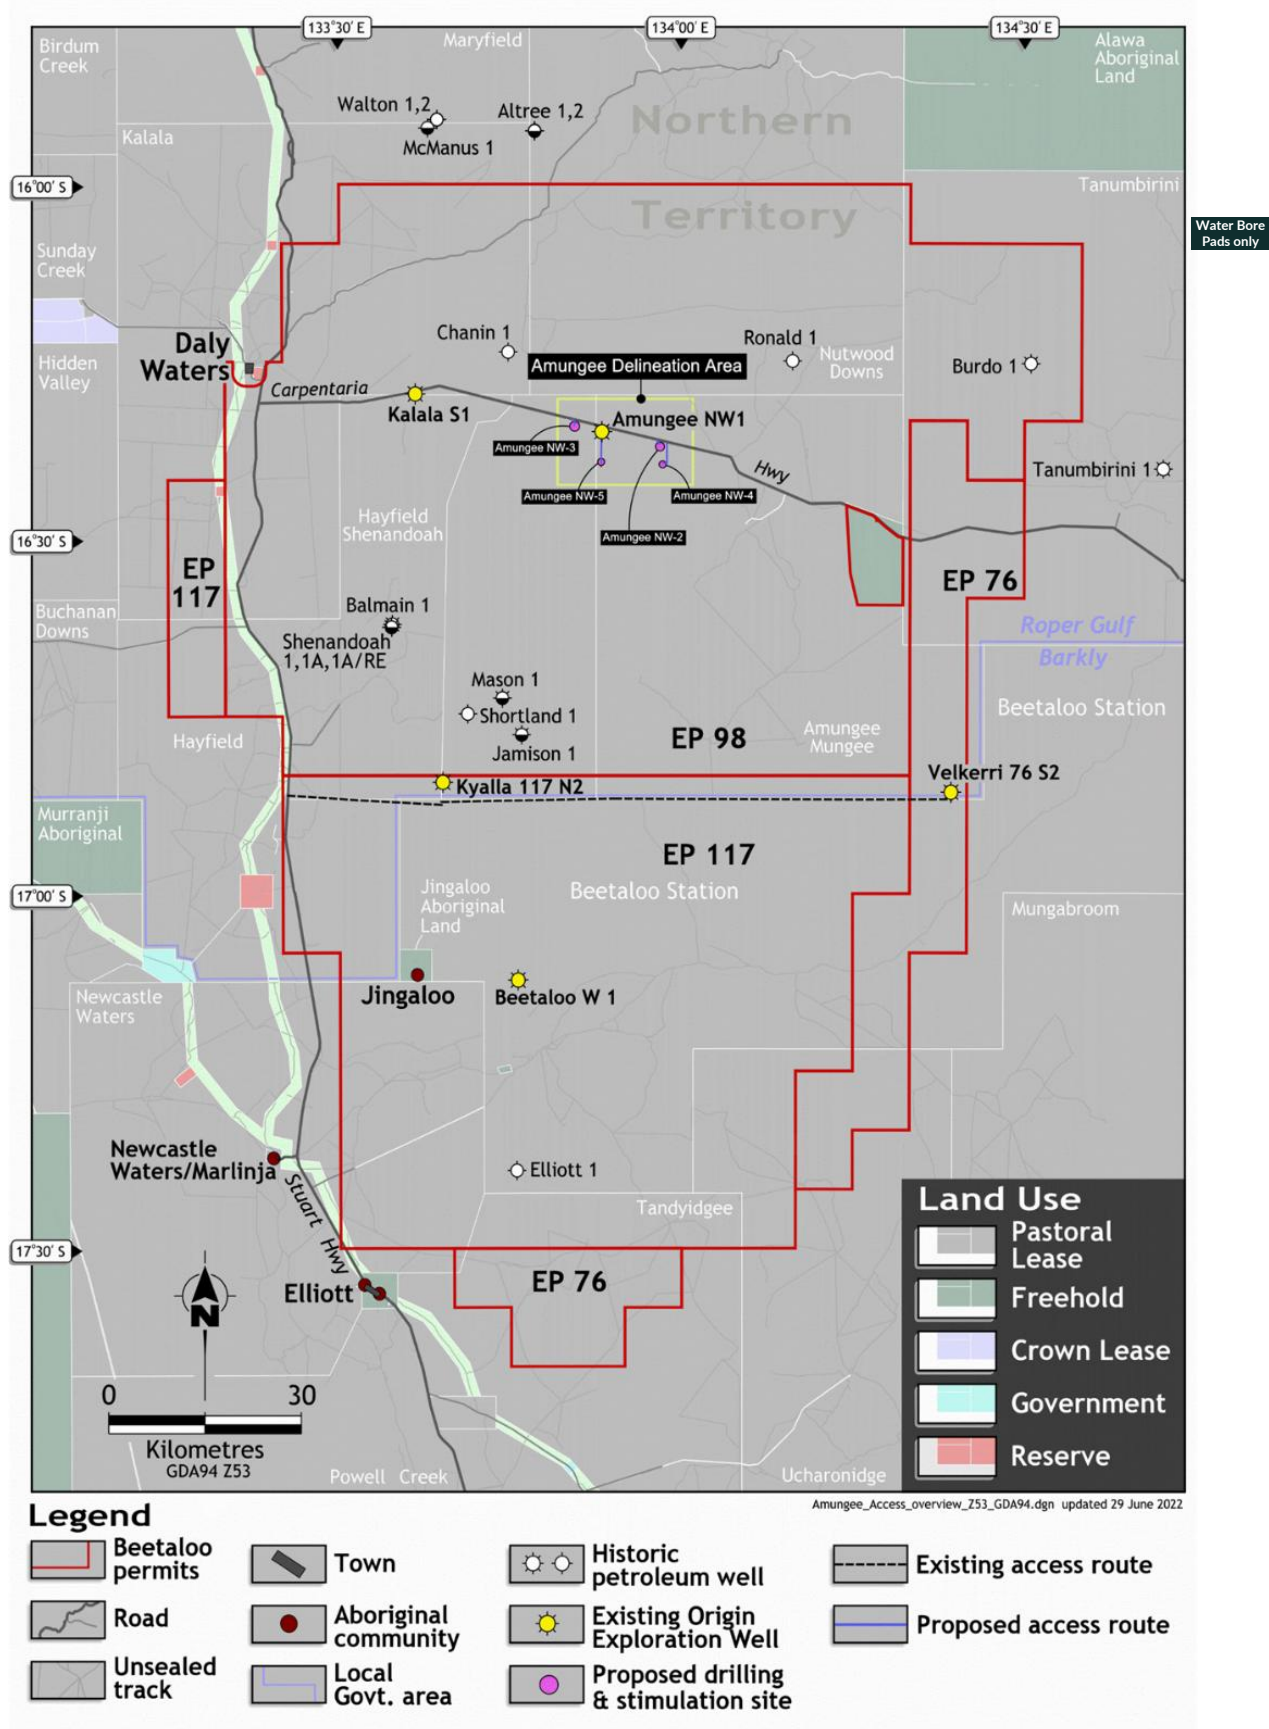 133°30' E
134°00' E
134°30' E
Birdum
Creek
Maryfield
Alawa
Aboriginal
Land
Walton 1,2
Altree 1,2
Northern
Kalala
McManus 1
16°00' S
Tanumbirini
Territory
Water Bore
Pads only
Sunday
Creek
Daly
Waters
Chanin 1
Ronald 1
Hidden
Valley
Amungee Delineation Area
Nutwood
Downs
Burdo 1
Carpentaria
Kalala S1
Amungee NW1
Amungee NW-3
Hwy
Tanumbirini 1
Amungee NW-5
Amungee NW-4
Hayfield
Shenandoah
Amungee NW-2
16°30' S
EP
117
EP 76
Balmain 1
Buchanan
Downs
Roper Gulf
Shenandoah
1,1A,1A/RE
Barkly
Mason 1
Shortland 1
Beetaloo Station
Hayfield
EP 98
Amungee
Mungee
Jamison 1
Velkerri 76 S2
Kyalla 117 N2
Murranji
Aboriginal
EP 117
17°00' S
Jingaloo
Aboriginal
Land
Beetaloo Station
Mungabroom
Newcastle
Waters
Jingaloo
Beetaloo W 1
Newcastle
Waters/Marlinja
Elliott 1
Stuart Hwy
Tandyidgee
17°30' S
Elliott
EP 76
N
0 30
Kilometres
GDA94 Z53
Powell Creek
Ucharonidge
Land Use
Pastoral
Lease
Freehold
Crown Lease
Government
Reserve
Amungee_Access_overview_Z53_GDA94.dgn updated 29 June 2022
Legend
Beetaloo
permits
Road
Unsealed
track
Town
Aboriginal
community
Local
Govt. area
Historic
petroleum well
Existing Origin
Exploration Well
Proposed drilling
& stimulation site
Existing access route
Proposed access route